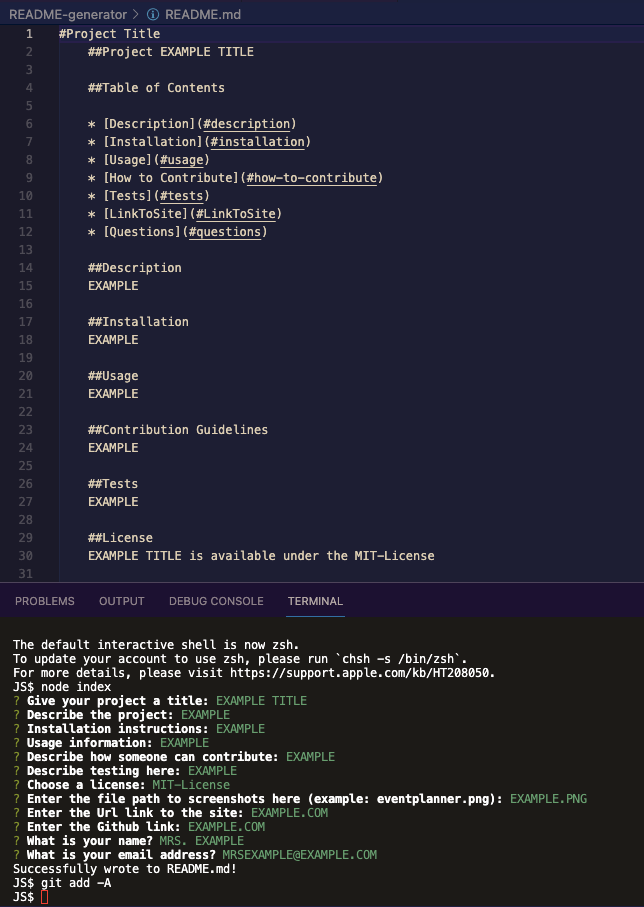 README-generator > ⓘ README.md
1 #Project Title
2 ##Project EXAMPLE TITLE
3
4 ##Table of Contents
5
6 * [Description](#description)
7 * [Installation](#installation)
8 * [Usage](#usage)
9 * [How to Contribute](#how-to-contribute)
10 * [Tests](#tests)
11 * [LinkToSite](#LinkToSite)
12 * [Questions](#questions)
13
14 ##Description
15 EXAMPLE
16
17 ##Installation
18 EXAMPLE
19
20 ##Usage
21 EXAMPLE
22
23 ##Contribution Guidelines
24 EXAMPLE
25
26 ##Tests
27 EXAMPLE
28
29 ##License
30 EXAMPLE TITLE is available under the MIT-License
31
PROBLEMS OUTPUT DEBUG CONSOLE TERMINAL
The default interactive shell is now zsh.
To update your account to use zsh, please run `chsh -s /bin/zsh`.
For more details, please visit https://support.apple.com/kb/HT208050.
JS$ node index
? Give your project a title: EXAMPLE TITLE
? Describe the project: EXAMPLE
? Installation instructions: EXAMPLE
? Usage information: EXAMPLE
? Describe how someone can contribute: EXAMPLE
? Describe testing here: EXAMPLE
? Choose a license: MIT-License
? Enter the file path to screenshots here (example: eventplanner.png): EXAMPLE.PNG
? Enter the Url link to the site: EXAMPLE.COM
? Enter the Github link: EXAMPLE.COM
? What is your name? MRS. EXAMPLE
? What is your email address? MRSEXAMPLE@EXAMPLE.COM
Successfully wrote to README.md!
JS$ git add -A
JS$